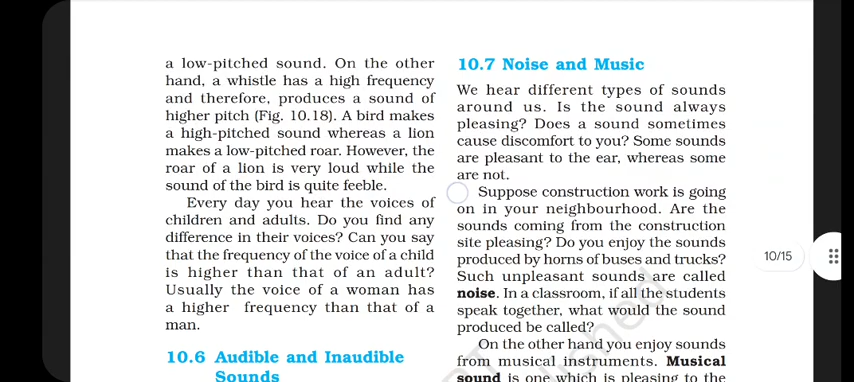 a low-pitched sound. On the other
hand, a whistle has a high frequency
and therefore, produces a sound of
higher pitch (Fig. 10.18). A bird makes
a high-pitched sound whereas a lion
makes a low-pitched roar. However, the
roar of a lion is very loud while the
sound of the bird is quite feeble.
Every day you hear the voices of
children and adults. Do you find any
difference in their voices? Can you say
that the frequency of the voice of a child
is higher than that of an adult?
Usually the voice of a woman has
a higher frequency than that of a
man.
10.6 Audible and Inaudible
Sounds
10.7 Noise and Music
We hear different types of sounds
around us. Is the sound always
pleasing? Does a sound sometimes
cause discomfort to you? Some sounds
are pleasant to the ear, whereas some
are not.
Suppose construction work is going
on in your neighbourhood. Are the
sounds coming from the construction
site pleasing? Do you enjoy the sounds
produced by horns of buses and trucks?
Such unpleasant sounds are called
noise. In a classroom, if all the students
speak together, what would the sound
produced be called?
On the other hand you enjoy sounds
from musical instruments. Musical
sound is one which is pleasing to the
10/15